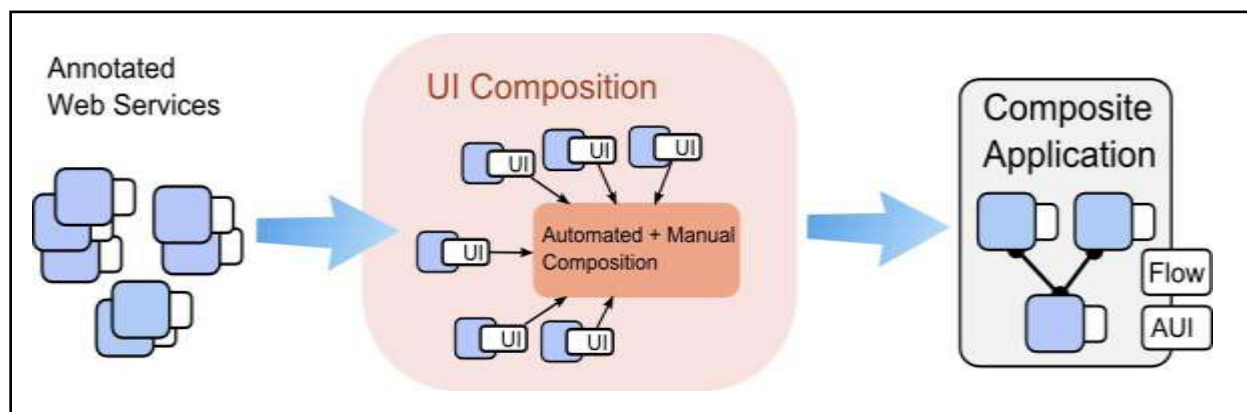 Annotated
Web Services
UI Composition
UI
UI
UI
UI
UI
UI
Automated + Manual
Composition
Composite
Application
Flow
AUI